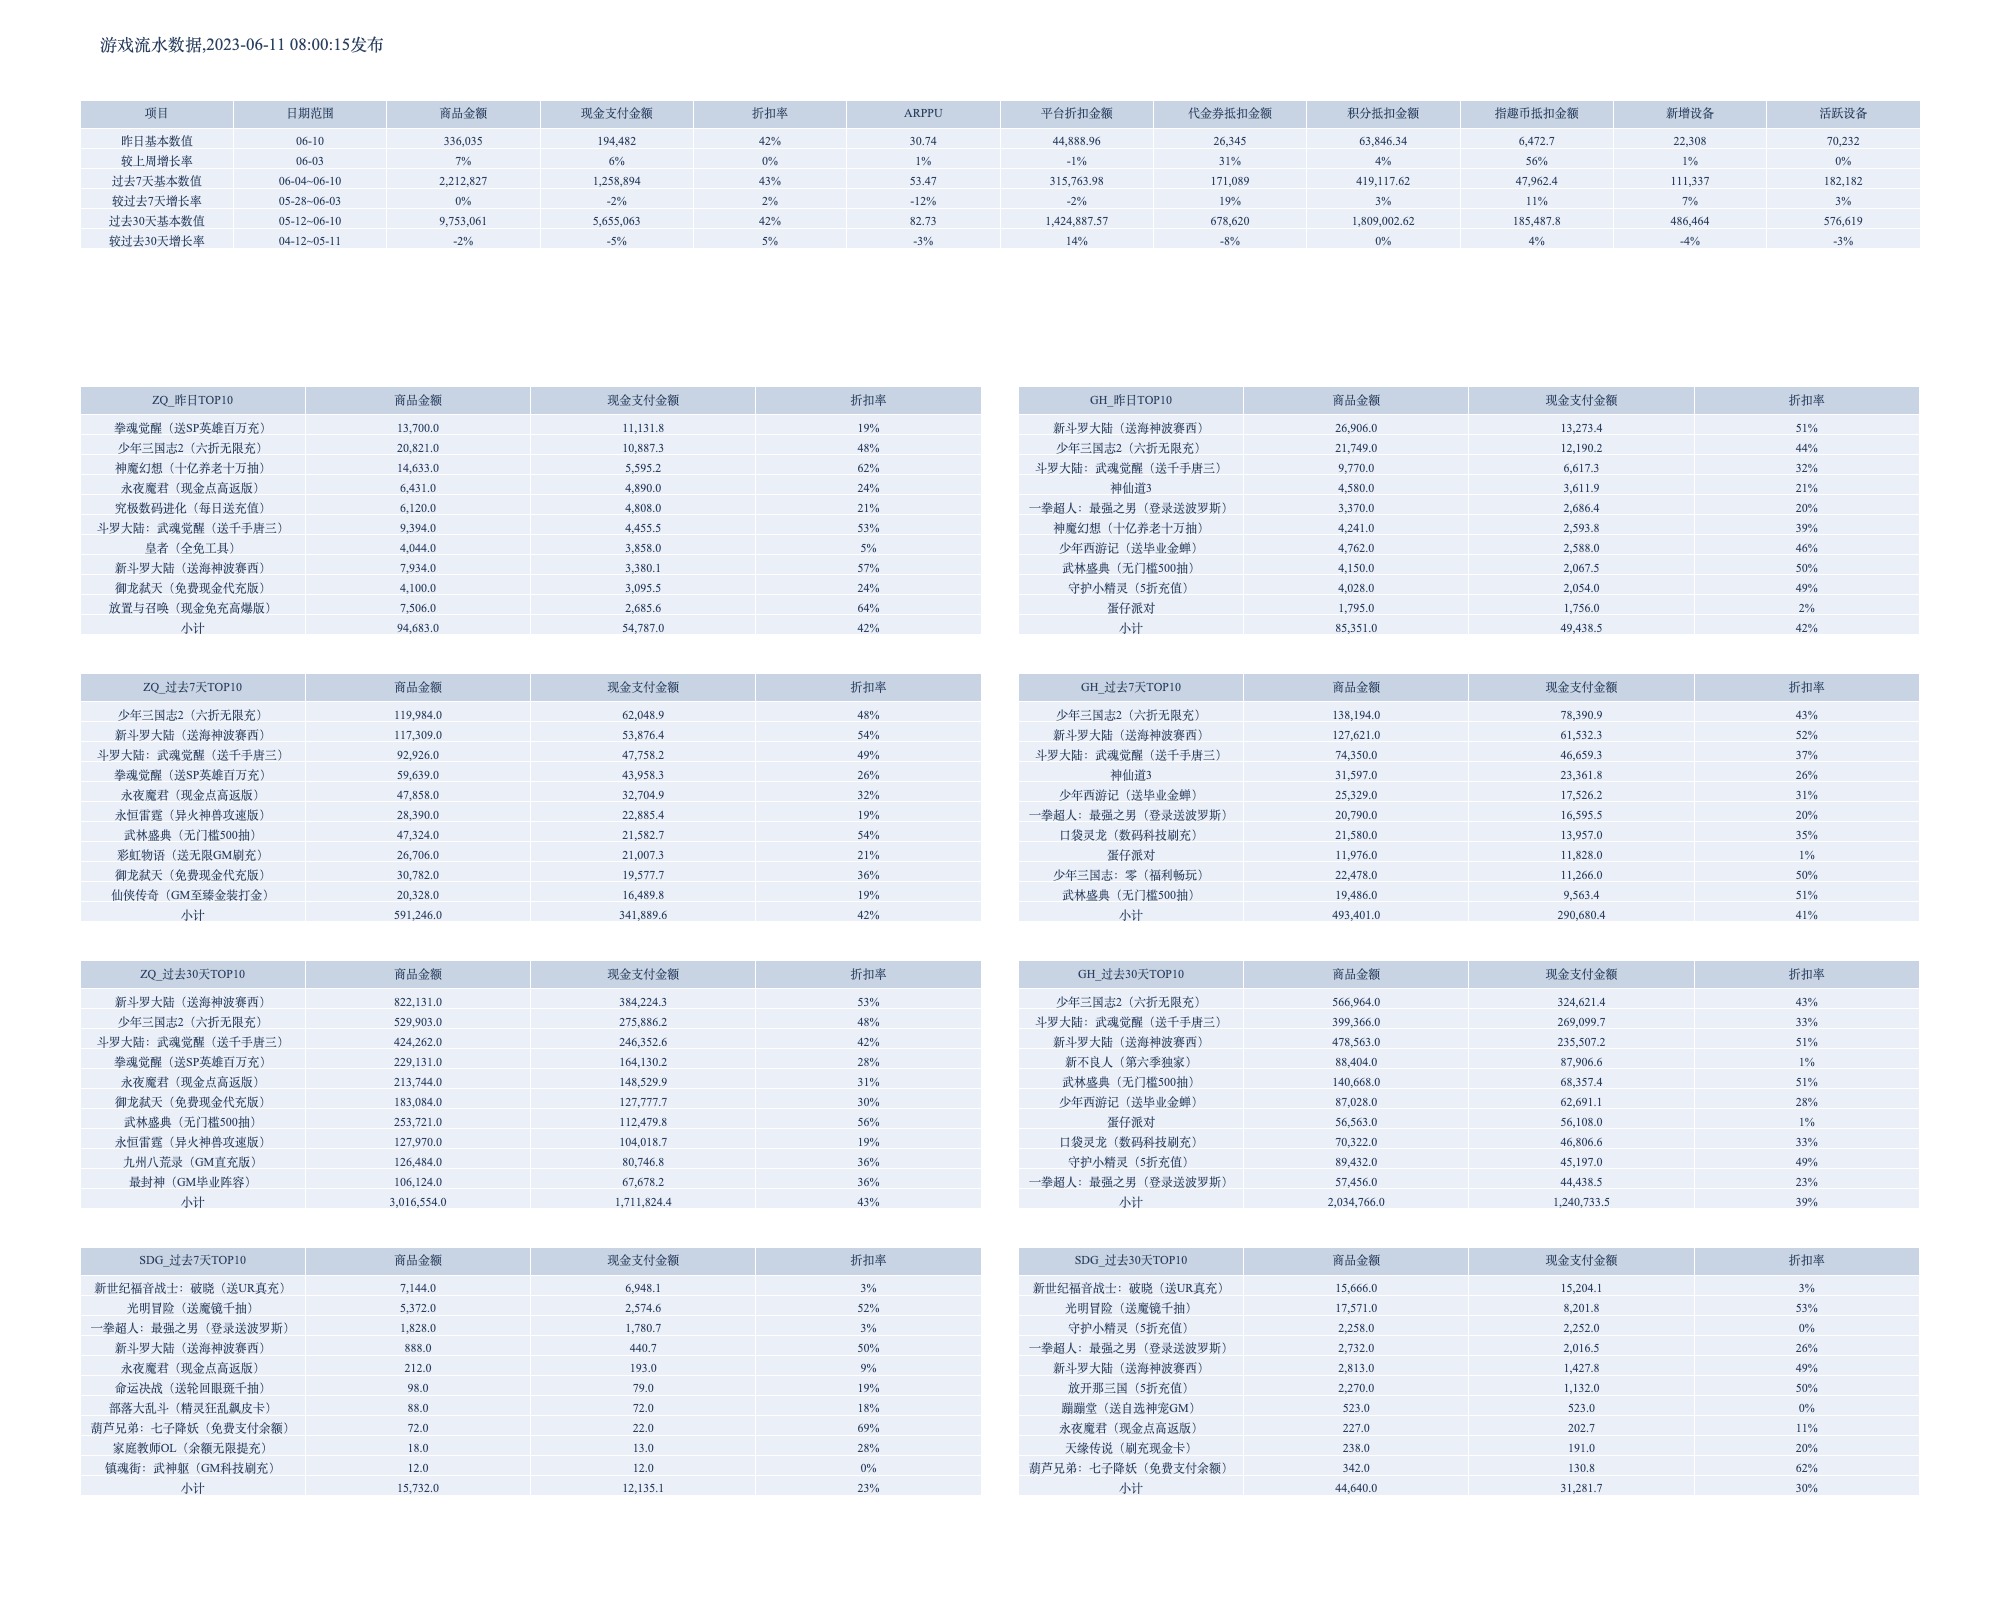 游戏流水数据,2023-06-11 08:00:15发布
项目 日期范围 商品金额 现金支付金额 折扣率 ARPPU 平台折扣金额 代金券抵扣金额 积分抵扣金额 指趣币抵扣金额 新增设备 活跃设备
昨日基本数值 06-10 336,035 194,482 42% 30.74 44,888.96 26,345 63,846.34 6,472.7 22,308 70,232
较上周增长率 06-03 7% 6% 0% 1% -1% 31% 4% 56% 1% 0%
过去7天基本数值 06-04~06-10 2,212,827 1,258,894 43% 53.47 315,763.98 171,089 419,117.62 47,962.4 111,337 182,182
较过去7天增长率 05-28~06-03 0% -2% 2% -12% -2% 19% 3% 11% 7% 3%
过去30天基本数值 05-12~06-10 9,753,061 5,655,063 42% 82.73 1,424,887.57 678,620 1,809,002.62 185,487.8 486,464 576,619
较过去30天增长率 04-12~05-11 -2% -5% 5% -3% 14% -8% 0% 4% -4% -3%
ZQ_昨日TOP10 商品金额 现金支付金额 折扣率
拳魂觉醒（送SP英雄百万充） 13,700.0 11,131.8 19%
少年三国志2（六折无限充） 20,821.0 10,887.3 48%
神魔幻想（十亿养老十万抽） 14,633.0 5,595.2 62%
永夜魔君（现金点高返版） 6,431.0 4,890.0 24%
究极数码进化（每日送充值） 6,120.0 4,808.0 21%
斗罗大陆：武魂觉醒（送千手唐三） 9,394.0 4,455.5 53%
皇者（全免工具） 4,044.0 3,858.0 5%
新斗罗大陆（送海神波赛西） 7,934.0 3,380.1 57%
御龙弑天（免费现金代充版） 4,100.0 3,095.5 24%
放置与召唤（现金免充高爆版） 7,506.0 2,685.6 64%
小计 94,683.0 54,787.0 42%
GH_昨日TOP10 商品金额 现金支付金额 折扣率
新斗罗大陆（送海神波赛西） 26,906.0 13,273.4 51%
少年三国志2（六折无限充） 21,749.0 12,190.2 44%
斗罗大陆：武魂觉醒（送千手唐三） 9,770.0 6,617.3 32%
神仙道3 4,580.0 3,611.9 21%
一拳超人：最强之男（登录送波罗斯） 3,370.0 2,686.4 20%
神魔幻想（十亿养老十万抽） 4,241.0 2,593.8 39%
少年西游记（送毕业金蝉） 4,762.0 2,588.0 46%
武林盛典（无门槛500抽） 4,150.0 2,067.5 50%
守护小精灵（5折充值） 4,028.0 2,054.0 49%
蛋仔派对 1,795.0 1,756.0 2%
小计 85,351.0 49,438.5 42%
ZQ_过去7天TOP10 商品金额 现金支付金额 折扣率
少年三国志2（六折无限充） 119,984.0 62,048.9 48%
新斗罗大陆（送海神波赛西） 117,309.0 53,876.4 54%
斗罗大陆：武魂觉醒（送千手唐三） 92,926.0 47,758.2 49%
拳魂觉醒（送SP英雄百万充） 59,639.0 43,958.3 26%
永夜魔君（现金点高返版） 47,858.0 32,704.9 32%
永恒雷霆（异火神兽攻速版） 28,390.0 22,885.4 19%
武林盛典（无门槛500抽） 47,324.0 21,582.7 54%
彩虹物语（送无限GM刷充） 26,706.0 21,007.3 21%
御龙弑天（免费现金代充版） 30,782.0 19,577.7 36%
仙侠传奇（GM至臻金装打金） 20,328.0 16,489.8 19%
小计 591,246.0 341,889.6 42%
GH_过去7天TOP10 商品金额 现金支付金额 折扣率
少年三国志2（六折无限充） 138,194.0 78,390.9 43%
新斗罗大陆（送海神波赛西） 127,621.0 61,532.3 52%
斗罗大陆：武魂觉醒（送千手唐三） 74,350.0 46,659.3 37%
神仙道3 31,597.0 23,361.8 26%
少年西游记（送毕业金蝉） 25,329.0 17,526.2 31%
一拳超人：最强之男（登录送波罗斯） 20,790.0 16,595.5 20%
口袋灵龙（数码科技刷充） 21,580.0 13,957.0 35%
蛋仔派对 11,976.0 11,828.0 1%
少年三国志：零（福利畅玩） 22,478.0 11,266.0 50%
武林盛典（无门槛500抽） 19,486.0 9,563.4 51%
小计 493,401.0 290,680.4 41%
ZQ_过去30天TOP10 商品金额 现金支付金额 折扣率
新斗罗大陆（送海神波赛西） 822,131.0 384,224.3 53%
少年三国志2（六折无限充） 529,903.0 275,886.2 48%
斗罗大陆：武魂觉醒（送千手唐三） 424,262.0 246,352.6 42%
拳魂觉醒（送SP英雄百万充） 229,131.0 164,130.2 28%
永夜魔君（现金点高返版） 213,744.0 148,529.9 31%
御龙弑天（免费现金代充版） 183,084.0 127,777.7 30%
武林盛典（无门槛500抽） 253,721.0 112,479.8 56%
永恒雷霆（异火神兽攻速版） 127,970.0 104,018.7 19%
九州八荒录（GM直充版） 126,484.0 80,746.8 36%
最封神（GM毕业阵容） 106,124.0 67,678.2 36%
小计 3,016,554.0 1,711,824.4 43%
GH_过去30天TOP10 商品金额 现金支付金额 折扣率
少年三国志2（六折无限充） 566,964.0 324,621.4 43%
斗罗大陆：武魂觉醒（送千手唐三） 399,366.0 269,099.7 33%
新斗罗大陆（送海神波赛西） 478,563.0 235,507.2 51%
新不良人（第六季独家） 88,404.0 87,906.6 1%
武林盛典（无门槛500抽） 140,668.0 68,357.4 51%
少年西游记（送毕业金蝉） 87,028.0 62,691.1 28%
蛋仔派对 56,563.0 56,108.0 1%
口袋灵龙（数码科技刷充） 70,322.0 46,806.6 33%
守护小精灵（5折充值） 89,432.0 45,197.0 49%
一拳超人：最强之男（登录送波罗斯） 57,456.0 44,438.5 23%
小计 2,034,766.0 1,240,733.5 39%
SDG_过去7天TOP10 商品金额 现金支付金额 折扣率
新世纪福音战士：破晓（送UR真充） 7,144.0 6,948.1 3%
光明冒险（送魔镜千抽） 5,372.0 2,574.6 52%
一拳超人：最强之男（登录送波罗斯） 1,828.0 1,780.7 3%
新斗罗大陆（送海神波赛西） 888.0 440.7 50%
永夜魔君（现金点高返版） 212.0 193.0 9%
命运决战（送轮回眼斑千抽） 98.0 79.0 19%
部落大乱斗（精灵狂乱飙皮卡） 88.0 72.0 18%
葫芦兄弟：七子降妖（免费支付余额） 72.0 22.0 69%
家庭教师OL（余额无限提充） 18.0 13.0 28%
镇魂街：武神躯（GM科技刷充） 12.0 12.0 0%
小计 15,732.0 12,135.1 23%
SDG_过去30天TOP10 商品金额 现金支付金额 折扣率
新世纪福音战士：破晓（送UR真充） 15,666.0 15,204.1 3%
光明冒险（送魔镜千抽） 17,571.0 8,201.8 53%
守护小精灵（5折充值） 2,258.0 2,252.0 0%
一拳超人：最强之男（登录送波罗斯） 2,732.0 2,016.5 26%
新斗罗大陆（送海神波赛西） 2,813.0 1,427.8 49%
放开那三国（5折充值） 2,270.0 1,132.0 50%
蹦蹦堂（送自选神宠GM） 523.0 523.0 0%
永夜魔君（现金点高返版） 227.0 202.7 11%
天缘传说（刷充现金卡） 238.0 191.0 20%
葫芦兄弟：七子降妖（免费支付余额） 342.0 130.8 62%
小计 44,640.0 31,281.7 30%